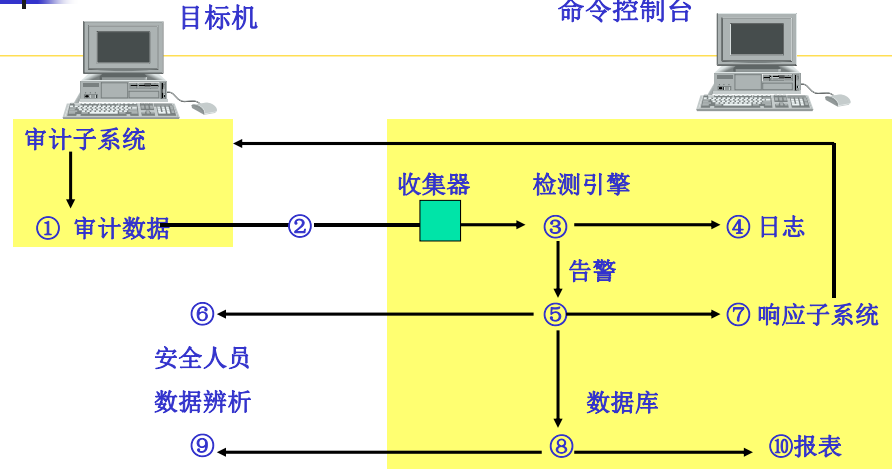 目标机
命令控制台
审计子系统
收集器
检测引擎
① 审计数据
②
③
④ 日志
告警
⑥
⑤
⑦ 响应子系统
安全人员
数据辨析
数据库
⑨
⑧
⑩报表